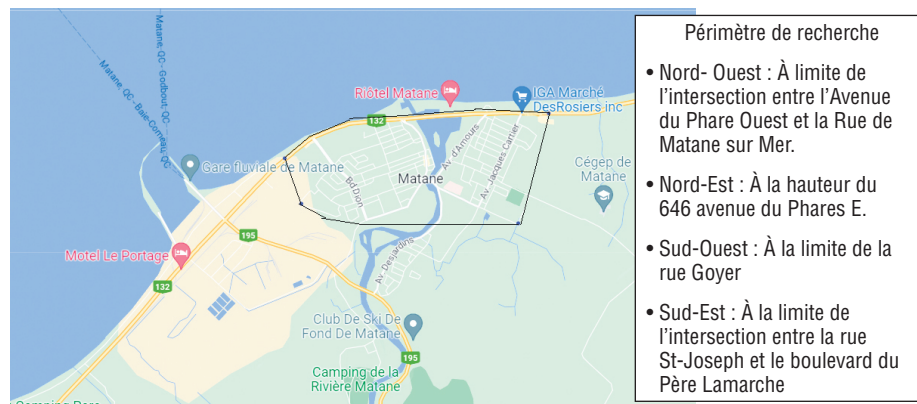 Matane, QC - Godbout, QC
Matane, QC - Baie-Comeau, QC
Riôtel Matane
IGA Marché
DesRosiers inc
132
Gare fluviale de Matane
Av. d'Amours
Av. Jacques Cartier
Cégep de
Matane
Matane
Bd Dion
195
Motel Le Portage
Av. Desjardins
132
Club De Ski De
Fond De Matane
195
Camping de la
Rivière Matane
Camping Parc
Périmètre de recherche
• Nord- Ouest : À limite de
l'intersection entre l'Avenue
du Phare Ouest et la Rue de
Matane sur Mer.
• Nord-Est : À la hauteur du
646 avenue du Phares E.
• Sud-Ouest : À la limite de la
rue Goyer
• Sud-Est : À la limite de
l'intersection entre la rue
St-Joseph et le boulevard du
Père Lamarche